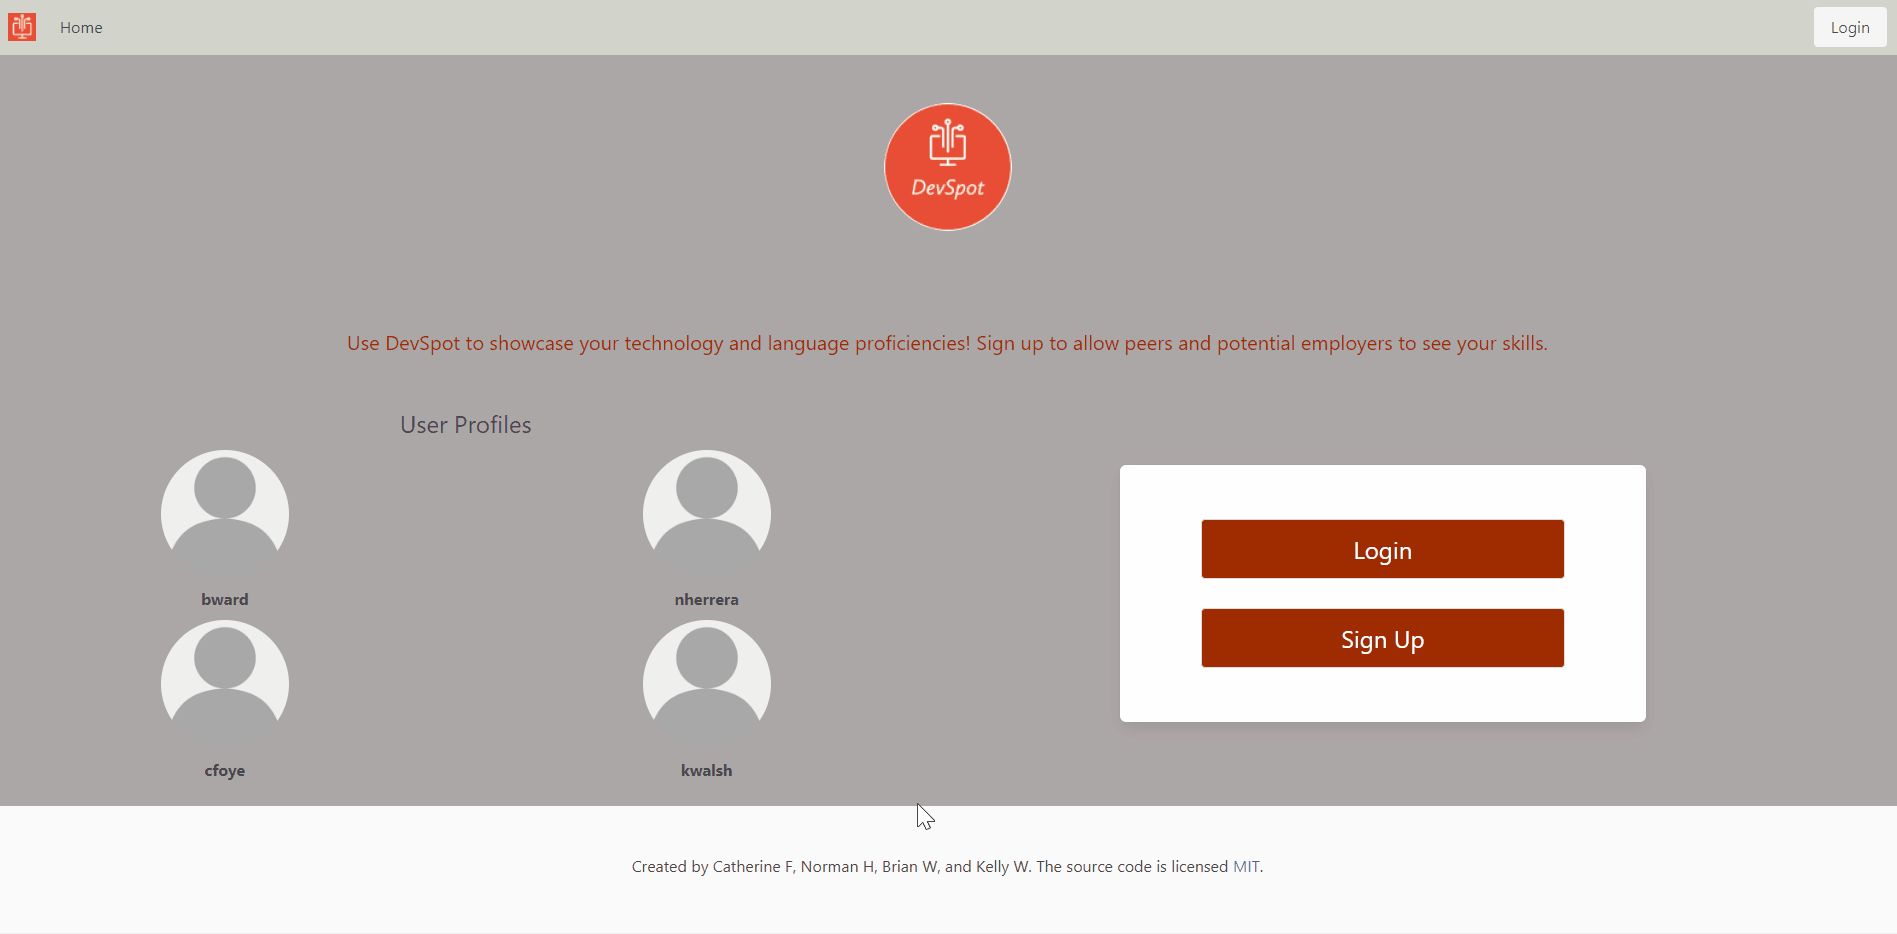 Home
Login
DevSpot
Use DevSpot to showcase your technology and language proficiencies! Sign up to allow peers and potential employers to see your skills.
User Profiles
bward
nherrera
cfoye
kwalsh
Login
Sign Up
Created by Catherine F, Norman H, Brian W, and Kelly W. The source code is licensed MIT.